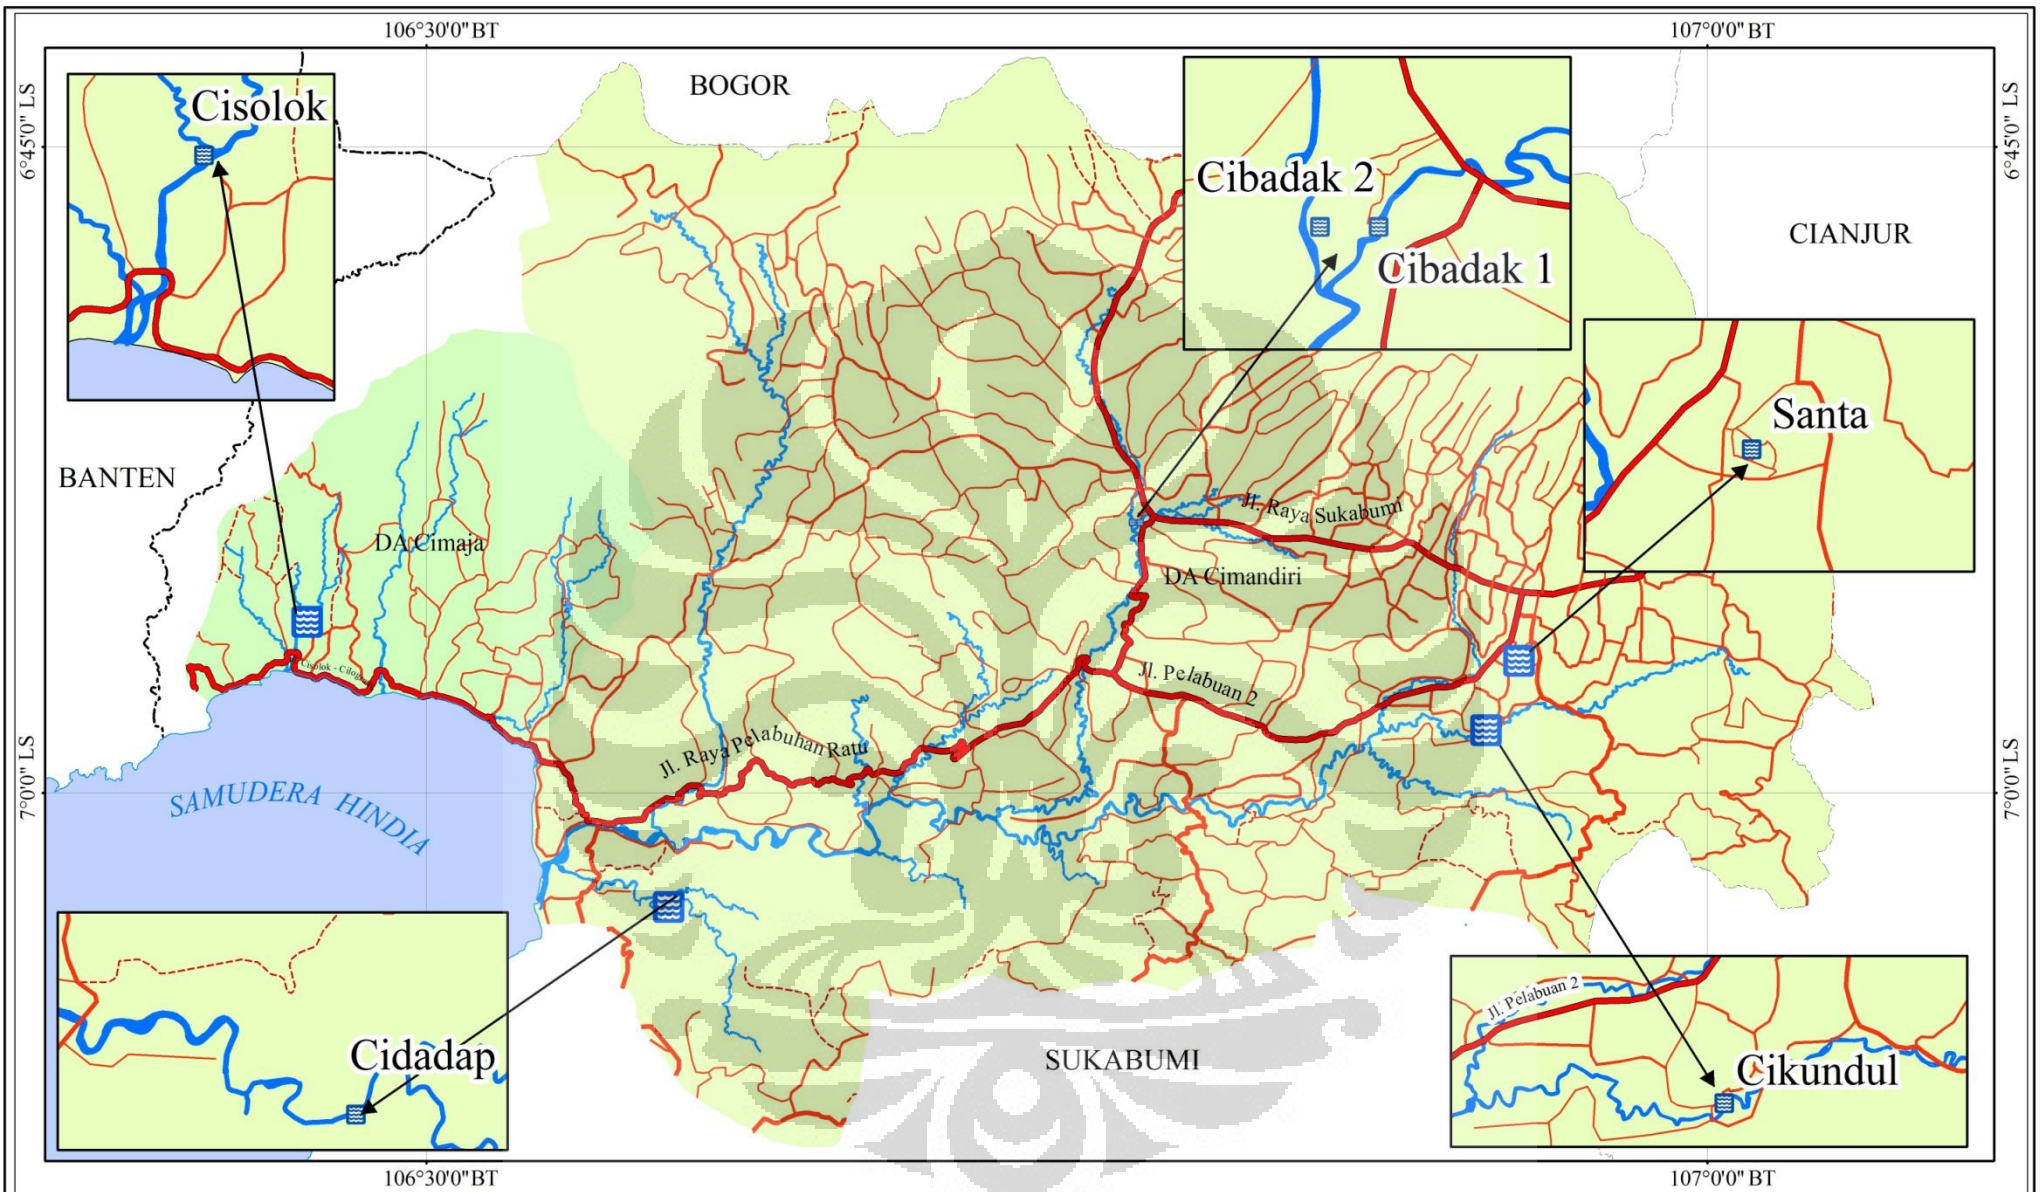 106°30'0"BT
107°0'0"BT
6°45'0" LS
6°45'0" LS
BOGOR
Cisolok
Cibadak 2
Cibadak 1
CIANJUR
Santa
BANTEN
DA Cimaja
Jl. Raya Sukabumi
DA Cimandiri
Jl. Pelabuan 2
Jl. Raya Pelabuhan Ratu
SAMUDERA HINDIA
7°0'0" LS
7°0'0" LS
Cidadap
SUKABUMI
Jl. Pelabuan 2
Cikundul
106°30'0"BT
107°0'0"BT